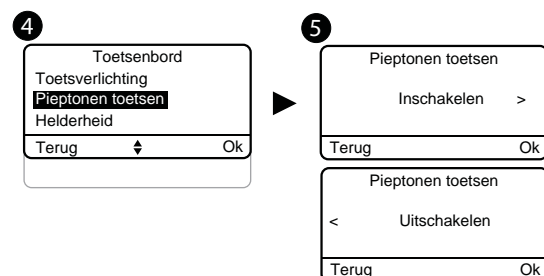 4
Toetsenbord
Toetsverlichting
Pieptonen toetsen
Helderheid
Terug Ok
5
Pieptonen toetsen
Inschakelen >
Terug Ok
Pieptonen toetsen
< Uitschakelen
Terug Ok